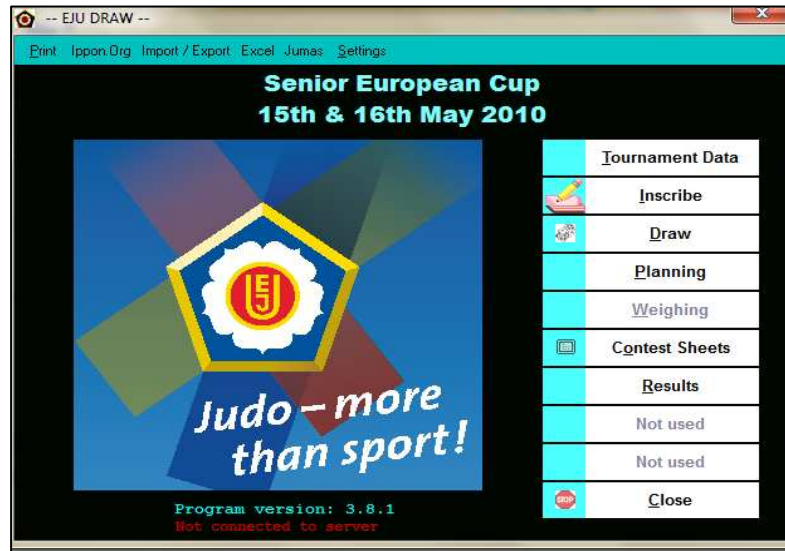 -- EJU DRAW --
Print Ippon.Org Import / Export Excel Jumas Settings
Senior European Cup
15th & 16th May 2010
Tournament Data
Inscribe
Draw
Planning
Weighing
Contest Sheets
Results
Not used
Not used
STOP Close
EJU
Judo – more
than sport!
Program version: 3.8.1
Not connected to server